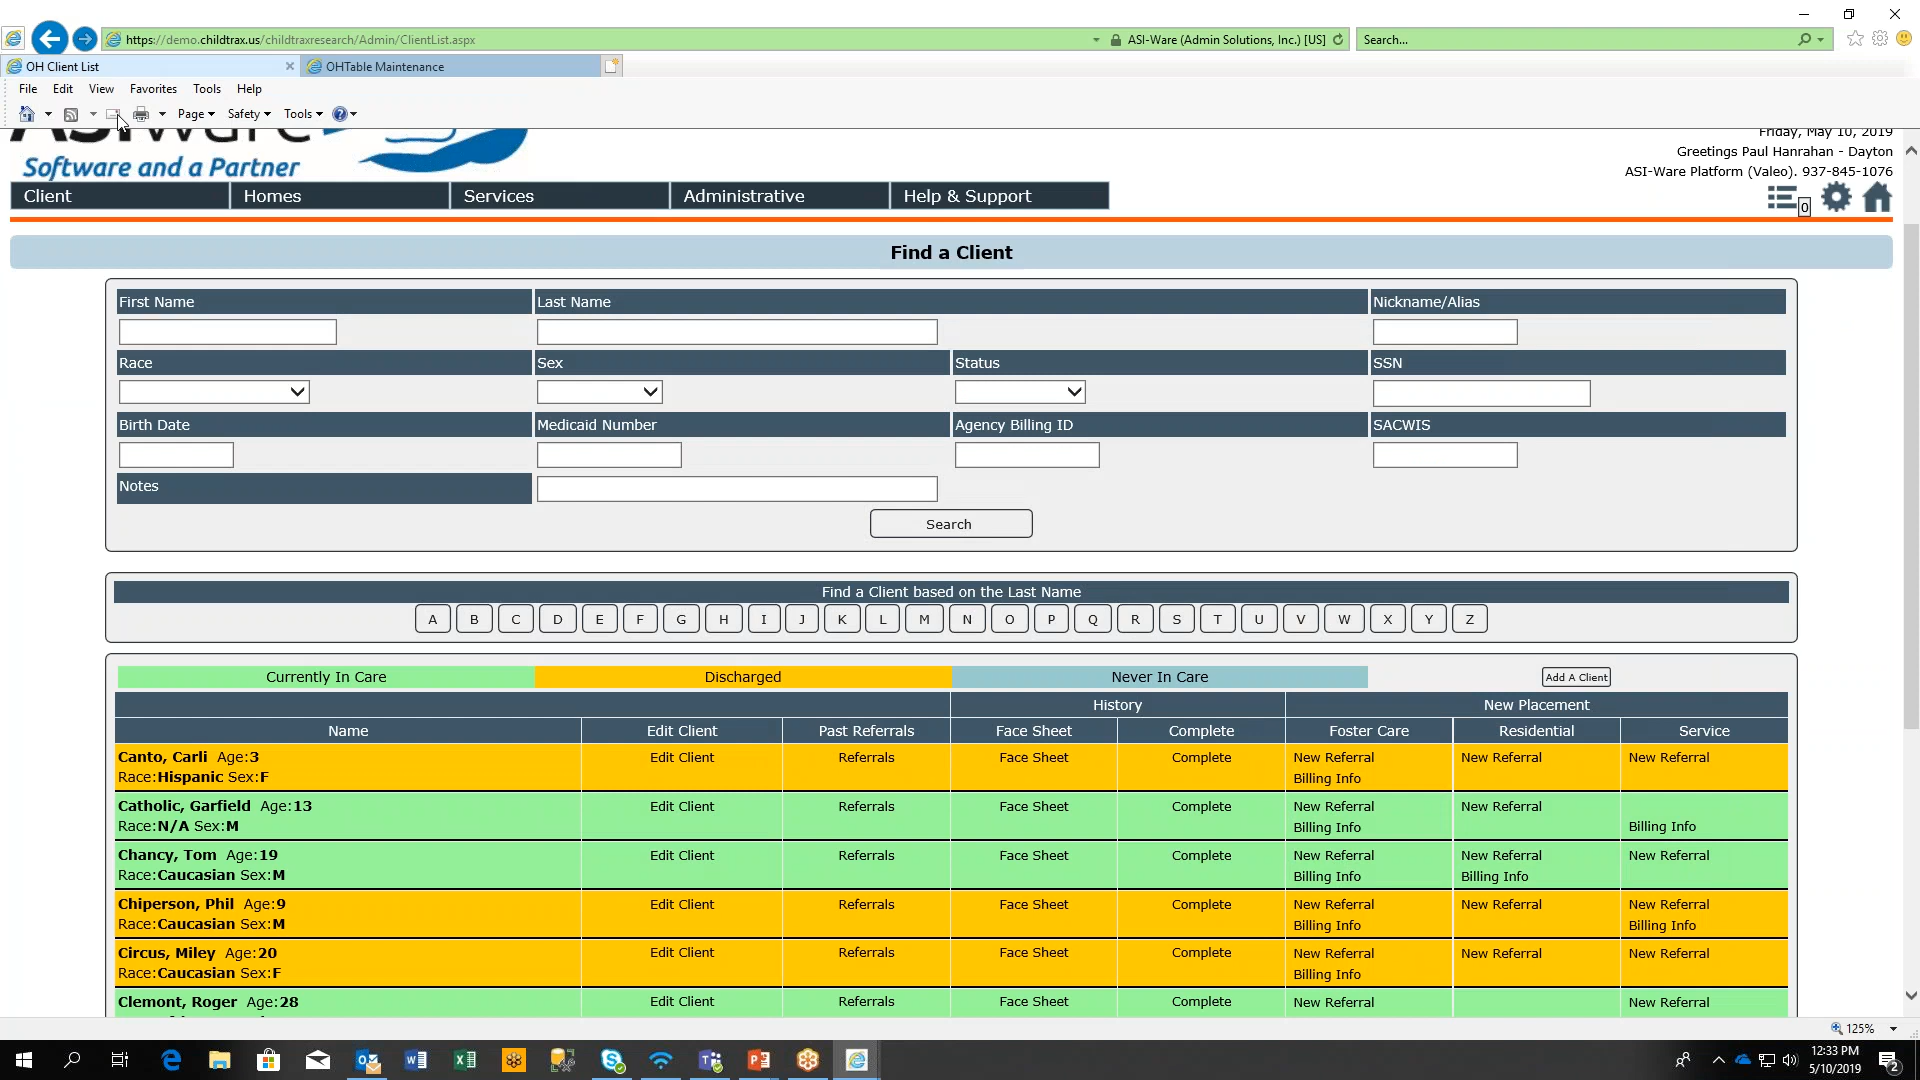 https://demo.childtrax.us/childtraxresearch/Admin/ClientList.aspx
ASI-Ware (Admin Solutions, Inc.) [US]
Search...
OH Client List
OHTable Maintenance
File Edit View Favorites Tools Help
Page Safety Tools
Software and a Partner
Friday, May 10, 2019
Greetings Paul Hanrahan - Dayton
ASI-Ware Platform (Valeo). 937-845-1076
Client Homes Services Administrative Help & Support
0
Find a Client
First Name Last Name Nickname/Alias
Race Sex Status SSN
Birth Date Medicaid Number Agency Billing ID SACWIS
Notes
Search
Find a Client based on the Last Name
A B C D E F G H I J K L M N O P Q R S T U V W X Y Z
Currently In Care Discharged Never In Care Add A Client
History New Placement
Name Edit Client Past Referrals Face Sheet Complete Foster Care Residential Service
Canto, Carli Age:3 Edit Client Referrals Face Sheet Complete New Referral New Referral New Referral
Race:Hispanic Sex:F Billing Info
Catholic, Garfield Age:13 Edit Client Referrals Face Sheet Complete New Referral New Referral
Race:N/A Sex:M Billing Info Billing Info
Chancy, Tom Age:19 Edit Client Referrals Face Sheet Complete New Referral New Referral New Referral
Race:Caucasian Sex:M Billing Info Billing Info
Chiperson, Phil Age:9 Edit Client Referrals Face Sheet Complete New Referral New Referral New Referral
Race:Caucasian Sex:M Billing Info Billing Info
Circus, Miley Age:20 Edit Client Referrals Face Sheet Complete New Referral New Referral New Referral
Race:Caucasian Sex:F Billing Info
Clemont, Roger Age:28 Edit Client Referrals Face Sheet Complete New Referral New Referral
125%
12:33 PM
5/10/2019
2